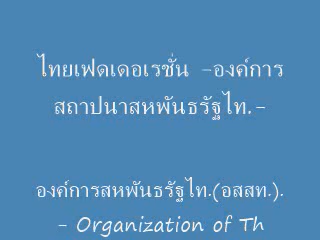 ไทยเฟดเดอเรชั่น -องค์การ
สถาปนาสหพันธรัฐไท.-
องค์การสหพันธรัฐไท.(อสสท.).
- Organization of Th